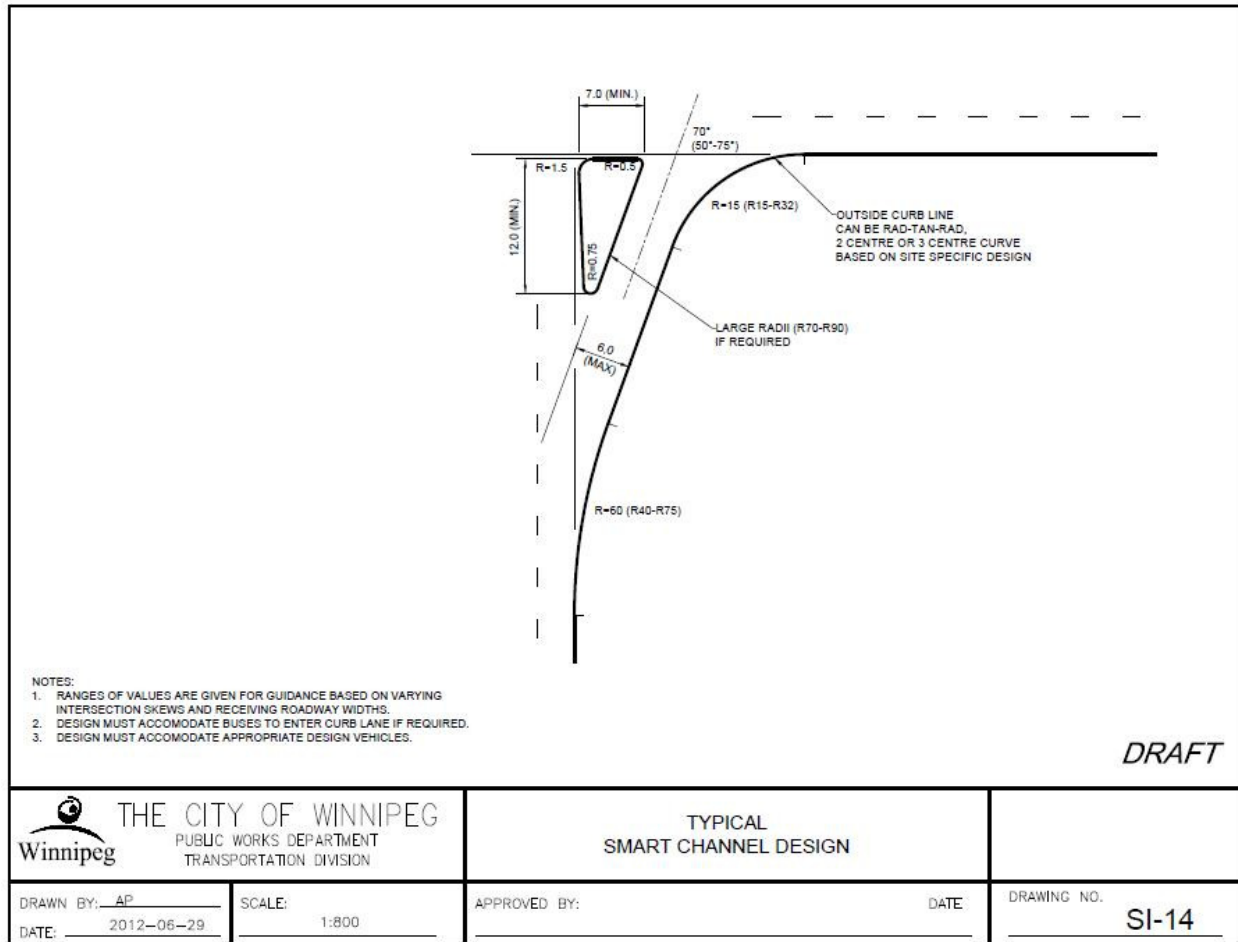 7.0 (MIN.)
70°
(50°-75°)
R=1.5
R=0.5
12.0 (MIN.)
R=0.75
R=15 (R15-R32)
OUTSIDE CURB LINE
CAN BE RAD-TAN-RAD,
2 CENTRE OR 3 CENTRE CURVE
BASED ON SITE SPECIFIC DESIGN
LARGE RADII (R70-R90)
IF REQUIRED
6.0
(MAX)
R=60 (R40-R75)
NOTES:
1. RANGES OF VALUES ARE GIVEN FOR GUIDANCE BASED ON VARYING
INTERSECTION SKEWS AND RECEIVING ROADWAY WIDTHS.
2. DESIGN MUST ACCOMODATE BUSES TO ENTER CURB LANE IF REQUIRED.
3. DESIGN MUST ACCOMODATE APPROPRIATE DESIGN VEHICLES.
DRAFT
Winnipeg
THE CITY OF WINNIPEG
PUBLIC WORKS DEPARTMENT
TRANSPORTATION DIVISION
TYPICAL
SMART CHANNEL DESIGN
DRAWN BY: AP
DATE: 2012-06-29
SCALE:
1:800
APPROVED BY:
DATE
DRAWING NO.
SI-14